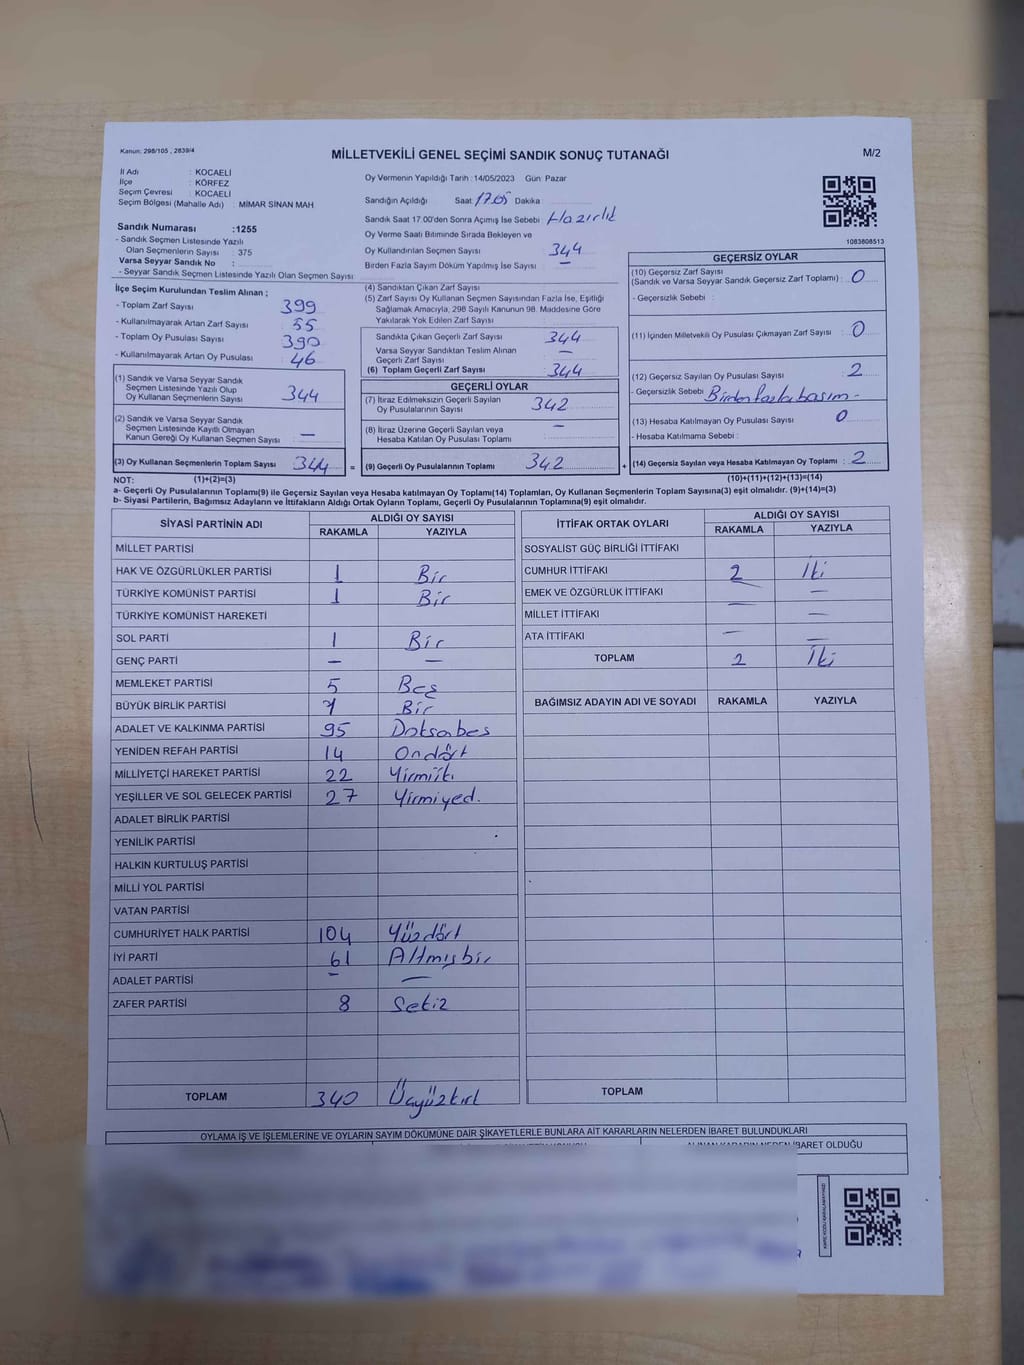 Kanun: 298/105 , 2839/4
MİLLETVEKİLİ GENEL SEÇİMİ SANDIK SONUÇ TUTANAĞI
M/2
İl Adı : KOCAELİ
İlçe : KÖRFEZ
Seçim Çevresi : KOCAELİ
Seçim Bölgesi (Mahalle Adı) : MİMAR SİNAN MAH.
Sandık Numarası :1255
- Sandık Seçmen Listesinde Yazılı
Olan Seçmenlerin Sayısı : 375
Varsa Seyyar Sandık No :
- Seyyar Sandık Seçmen Listesinde Yazılı Olan Seçmen Sayısı:
Oy Vermenin Yapıldığı Tarih : 14/05/2023 Gün: Pazar
Sandığın Açıldığı Saat: 17.05 Dakika
Sandık Saat 17.00'den Sonra Açımış İse Sebebi : Hazırlık
Oy Verme Saati Bitiminde Sırada Bekleyen ve
Oy Kullandırılan Seçmen Sayısı 344
Birden Fazla Sayım Döküm Yapılmış İse Sayısı : —
1083808513
İlçe Seçim Kurulundan Teslim Alınan ;
- Toplam Zarf Sayısı : 399
- Kullanılmayarak Artan Zarf Sayısı : 55
- Toplam Oy Pusulası Sayısı : 390
- Kullanılmayarak Artan Oy Pusulası : 46
(1) Sandık ve Varsa Seyyar Sandık
Seçmen Listesinde Yazılı Olup
Oy Kullanan Seçmenlerin Sayısı : 344
(2) Sandık ve Varsa Seyyar Sandık
Seçmen Listesinde Kayıtlı Olmayan
Kanun Gereği Oy Kullanan Seçmen Sayısı : —
(3) Oy Kullanan Seçmenlerin Toplam Sayısı 344 =
(4) Sandıktan Çıkan Zarf Sayısı :
(5) Zarf Sayısı Oy Kullanan Seçmen Sayısından Fazla İse, Eşitliği
Sağlamak Amacıyla, 298 Sayılı Kanunun 98. Maddesine Göre
Yakılarak Yok Edilen Zarf Sayısı :
Sandıkta Çıkan Geçerli Zarf Sayısı : 344
Varsa Seyyar Sandıktan Teslim Alınan
Geçerli Zarf Sayısı : —
(6) Toplam Geçerli Zarf Sayısı : 344
GEÇERLİ OYLAR
(7) İtiraz Edilmeksizin Geçerli Sayılan
Oy Pusulalarının Sayısı : 342
(8) İtiraz Üzerine Geçerli Sayılan veya
Hesaba Katılan Oy Pusulası Toplamı : —
(9) Geçerli Oy Pusulalarının Toplamı : 342 +
GEÇERSİZ OYLAR
(10) Geçersiz Zarf Sayısı
(Sandık ve Varsa Seyyar Sandık Geçersiz Zarf Toplamı) : 0
- Geçersizlik Sebebi :
(11) İçinden Milletvekili Oy Pusulası Çıkmayan Zarf Sayısı : 0
(12) Geçersiz Sayılan Oy Pusulası Sayısı : 2
- Geçersizlik Sebebi : Birden fazla basım -
(13) Hesaba Katılmayan Oy Pusulası Sayısı : 0
- Hesaba Katılmama Sebebi :
(14) Geçersiz Sayılan veya Hesaba Katılmayan Oy Toplamı : 2
NOT: (1)+(2)=(3) (10)+(11)+(12)+(13)=(14)
a- Geçerli Oy Pusulalarının Toplamı(9) ile Geçersiz Sayılan veya Hesaba katılmayan Oy Toplamı(14) Toplamları, Oy Kullanan Seçmenlerin Toplam Sayısına(3) eşit olmalıdır. (9)+(14)=(3)
b- Siyasi Partilerin, Bağımsız Adayların ve İttifakların Aldığı Ortak Oyların Toplamı, Geçerli Oy Pusulalarının Toplamına(9) eşit olmalıdır.
SİYASİ PARTİNİN ADI ALDIĞI OY SAYISI
RAKAMLA YAZIYLA
MİLLET PARTİSİ
HAK VE ÖZGÜRLÜKLER PARTİSİ 1 Bir
TÜRKİYE KOMÜNİST PARTİSİ 1 Bir
TÜRKİYE KOMÜNİST HAREKETİ
SOL PARTİ 1 Bir
GENÇ PARTİ — —
MEMLEKET PARTİSİ 5 Beş
BÜYÜK BİRLİK PARTİSİ 1 Bir
ADALET VE KALKINMA PARTİSİ 95 Doksanbes
YENİDEN REFAH PARTİSİ 14 Ondört
MİLLİYETÇİ HAREKET PARTİSİ 22 Yirmiiki
YEŞİLLER VE SOL GELECEK PARTİSİ 27 Yirmiyed.
ADALET BİRLİK PARTİSİ
YENİLİK PARTİSİ
HALKIN KURTULUŞ PARTİSİ
MİLLİ YOL PARTİSİ
VATAN PARTİSİ
CUMHURİYET HALK PARTİSİ 104 Yüzdört
İYİ PARTİ 61 Altmışbir
ADALET PARTİSİ — —
ZAFER PARTİSİ 8 Sekiz
TOPLAM 340 Üçyüzkırk
İTTİFAK ORTAK OYLARI ALDIĞI OY SAYISI
RAKAMLA YAZIYLA
SOSYALİST GÜÇ BİRLİĞİ İTTİFAKI
CUMHUR İTTİFAKI 2 İki
EMEK VE ÖZGÜRLÜK İTTİFAKI — —
MİLLET İTTİFAKI — —
ATA İTTİFAKI — —
TOPLAM 2 İki
BAĞIMSIZ ADAYIN ADI VE SOYADI RAKAMLA YAZIYLA
TOPLAM
OYLAMA İŞ VE İŞLEMLERİNE VE OYLARIN SAYIM DÖKÜMÜNE DAİR ŞİKAYETLERLE BUNLARA AİT KARARLARIN NELERDEN İBARET BULUNDUKLARI
ALINAN KARARIN NEDEN İBARET OLDUĞU